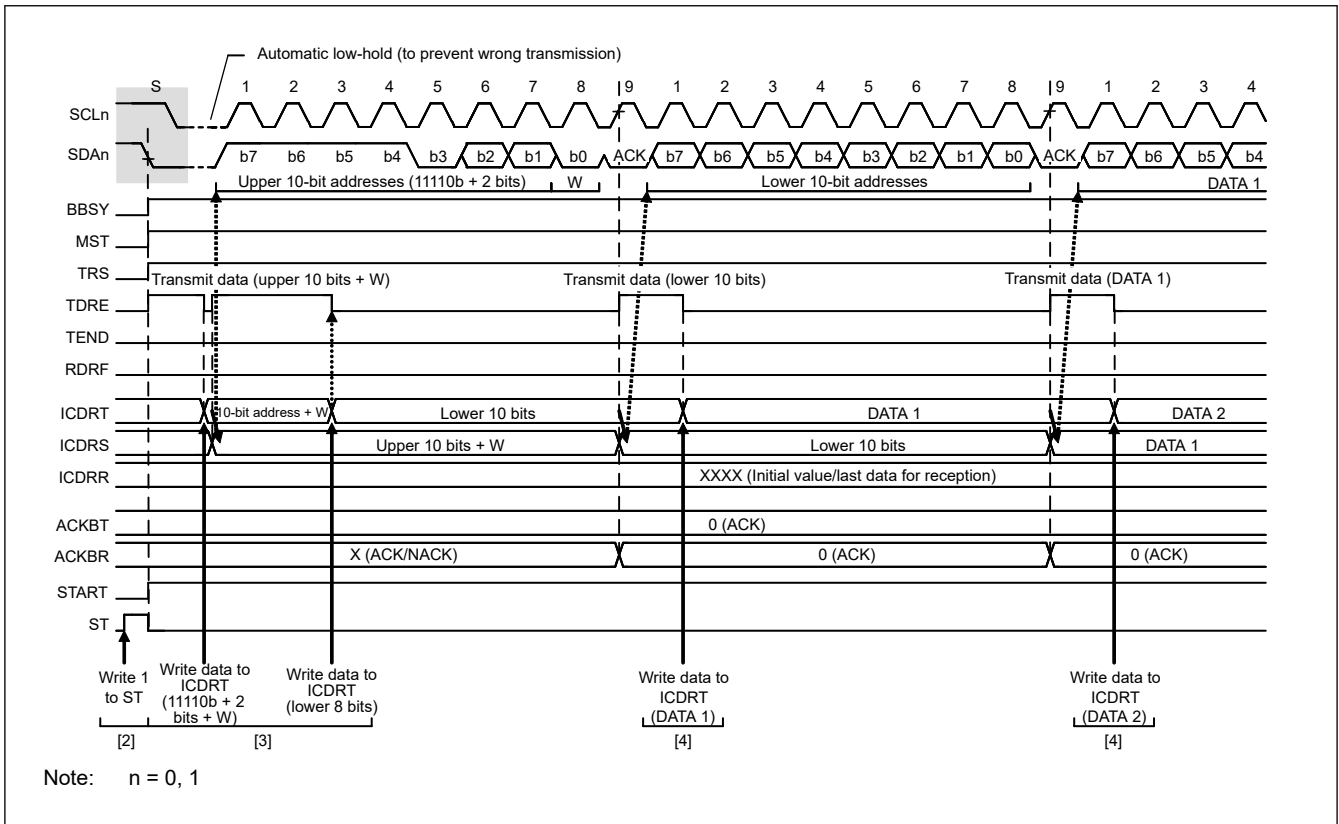 Automatic low-hold (to prevent wrong transmission)
S 1 2 3 4 5 6 7 8 9 1 2 3 4 5 6 7 8 9 1 2 3 4
SCLn
SDAn b7 b6 b5 b4 b3 b2 b1 b0 ACK b7 b6 b5 b4 b3 b2 b1 b0 ACK b7 b6 b5 b4
Upper 10-bit addresses (11110b + 2 bits) W Lower 10-bit addresses DATA 1
BBSY
MST
TRS
Transmit data (upper 10 bits + W) Transmit data (lower 10 bits) Transmit data (DATA 1)
TDRE
TEND
RDRF
ICDRT 10-bit address + W Lower 10 bits DATA 1 DATA 2
ICDRS Upper 10 bits + W Lower 10 bits DATA 1
ICDRR XXXX (Initial value/last data for reception)
ACKBT 0 (ACK)
ACKBR X (ACK/NACK) 0 (ACK) 0 (ACK)
START
ST
Write 1
to ST
Write data to
ICDRT
(11110b + 2
bits + W)
Write data to
ICDRT
(lower 8 bits)
Write data to
ICDRT
(DATA 1)
Write data to
ICDRT
(DATA 2)
[2] [3] [4] [4]
Note: n = 0, 1